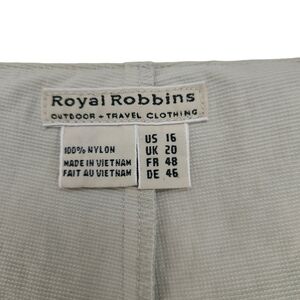 Royal Robbins
OUTDOOR + TRAVEL CLOTHING
100% NYLON
MADE IN VIETNAM
FAIT AU VIETNAM
US 16
UK 20
FR 48
DE 46